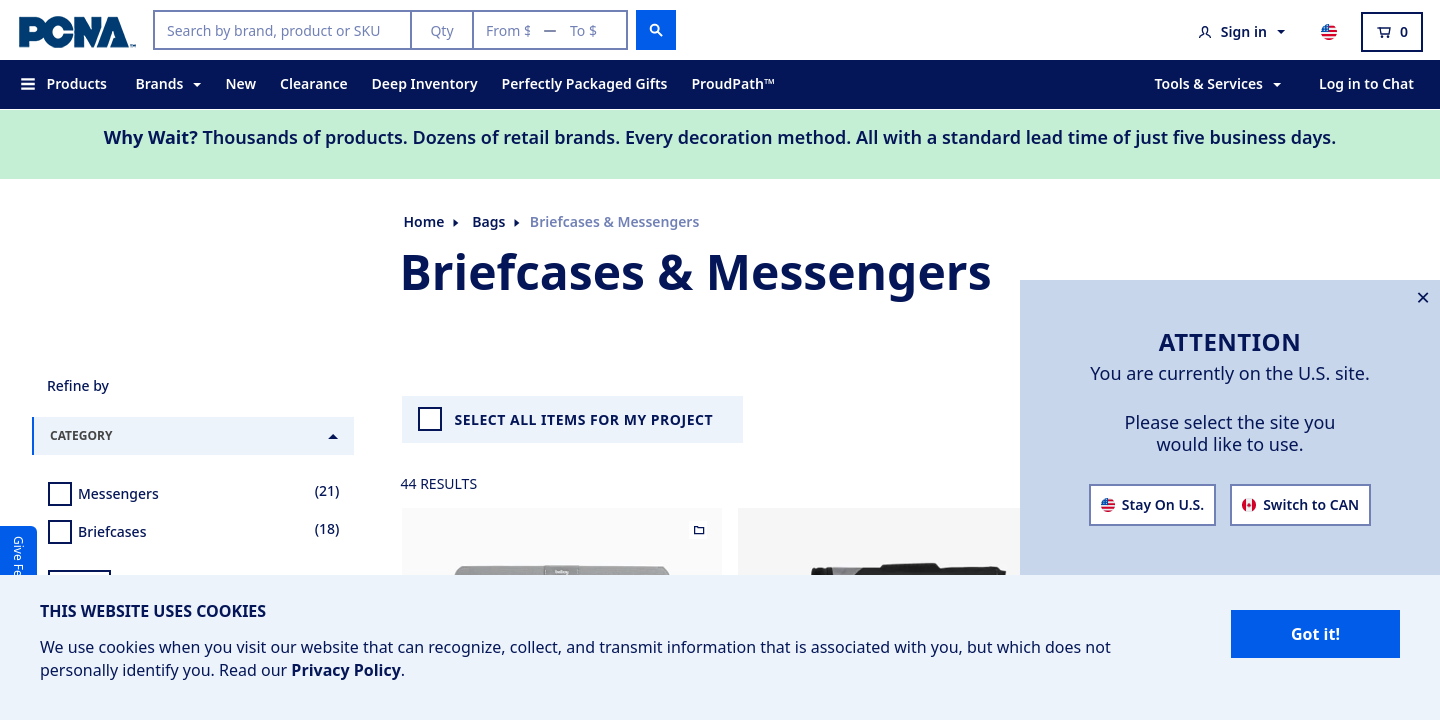 PCNA™
Search by brand, product or SKU
Qty
From $ — To $
Sign in
0
Products
Brands
New
Clearance
Deep Inventory
Perfectly Packaged Gifts
ProudPath™
Tools & Services
Log in to Chat
Why Wait? Thousands of products. Dozens of retail brands. Every decoration method. All with a standard lead time of just five business days.
Home
Bags
Briefcases & Messengers
Briefcases & Messengers
×
ATTENTION
You are currently on the U.S. site.
Please select the site you
would like to use.
Stay On U.S.
Switch to CAN
Refine by
CATEGORY
Messengers (21)
Briefcases (18)
SELECT ALL ITEMS FOR MY PROJECT
44 RESULTS
Give Fe
THIS WEBSITE USES COOKIES
We use cookies when you visit our website that can recognize, collect, and transmit information that is associated with you, but which does not
personally identify you. Read our Privacy Policy.
Got it!